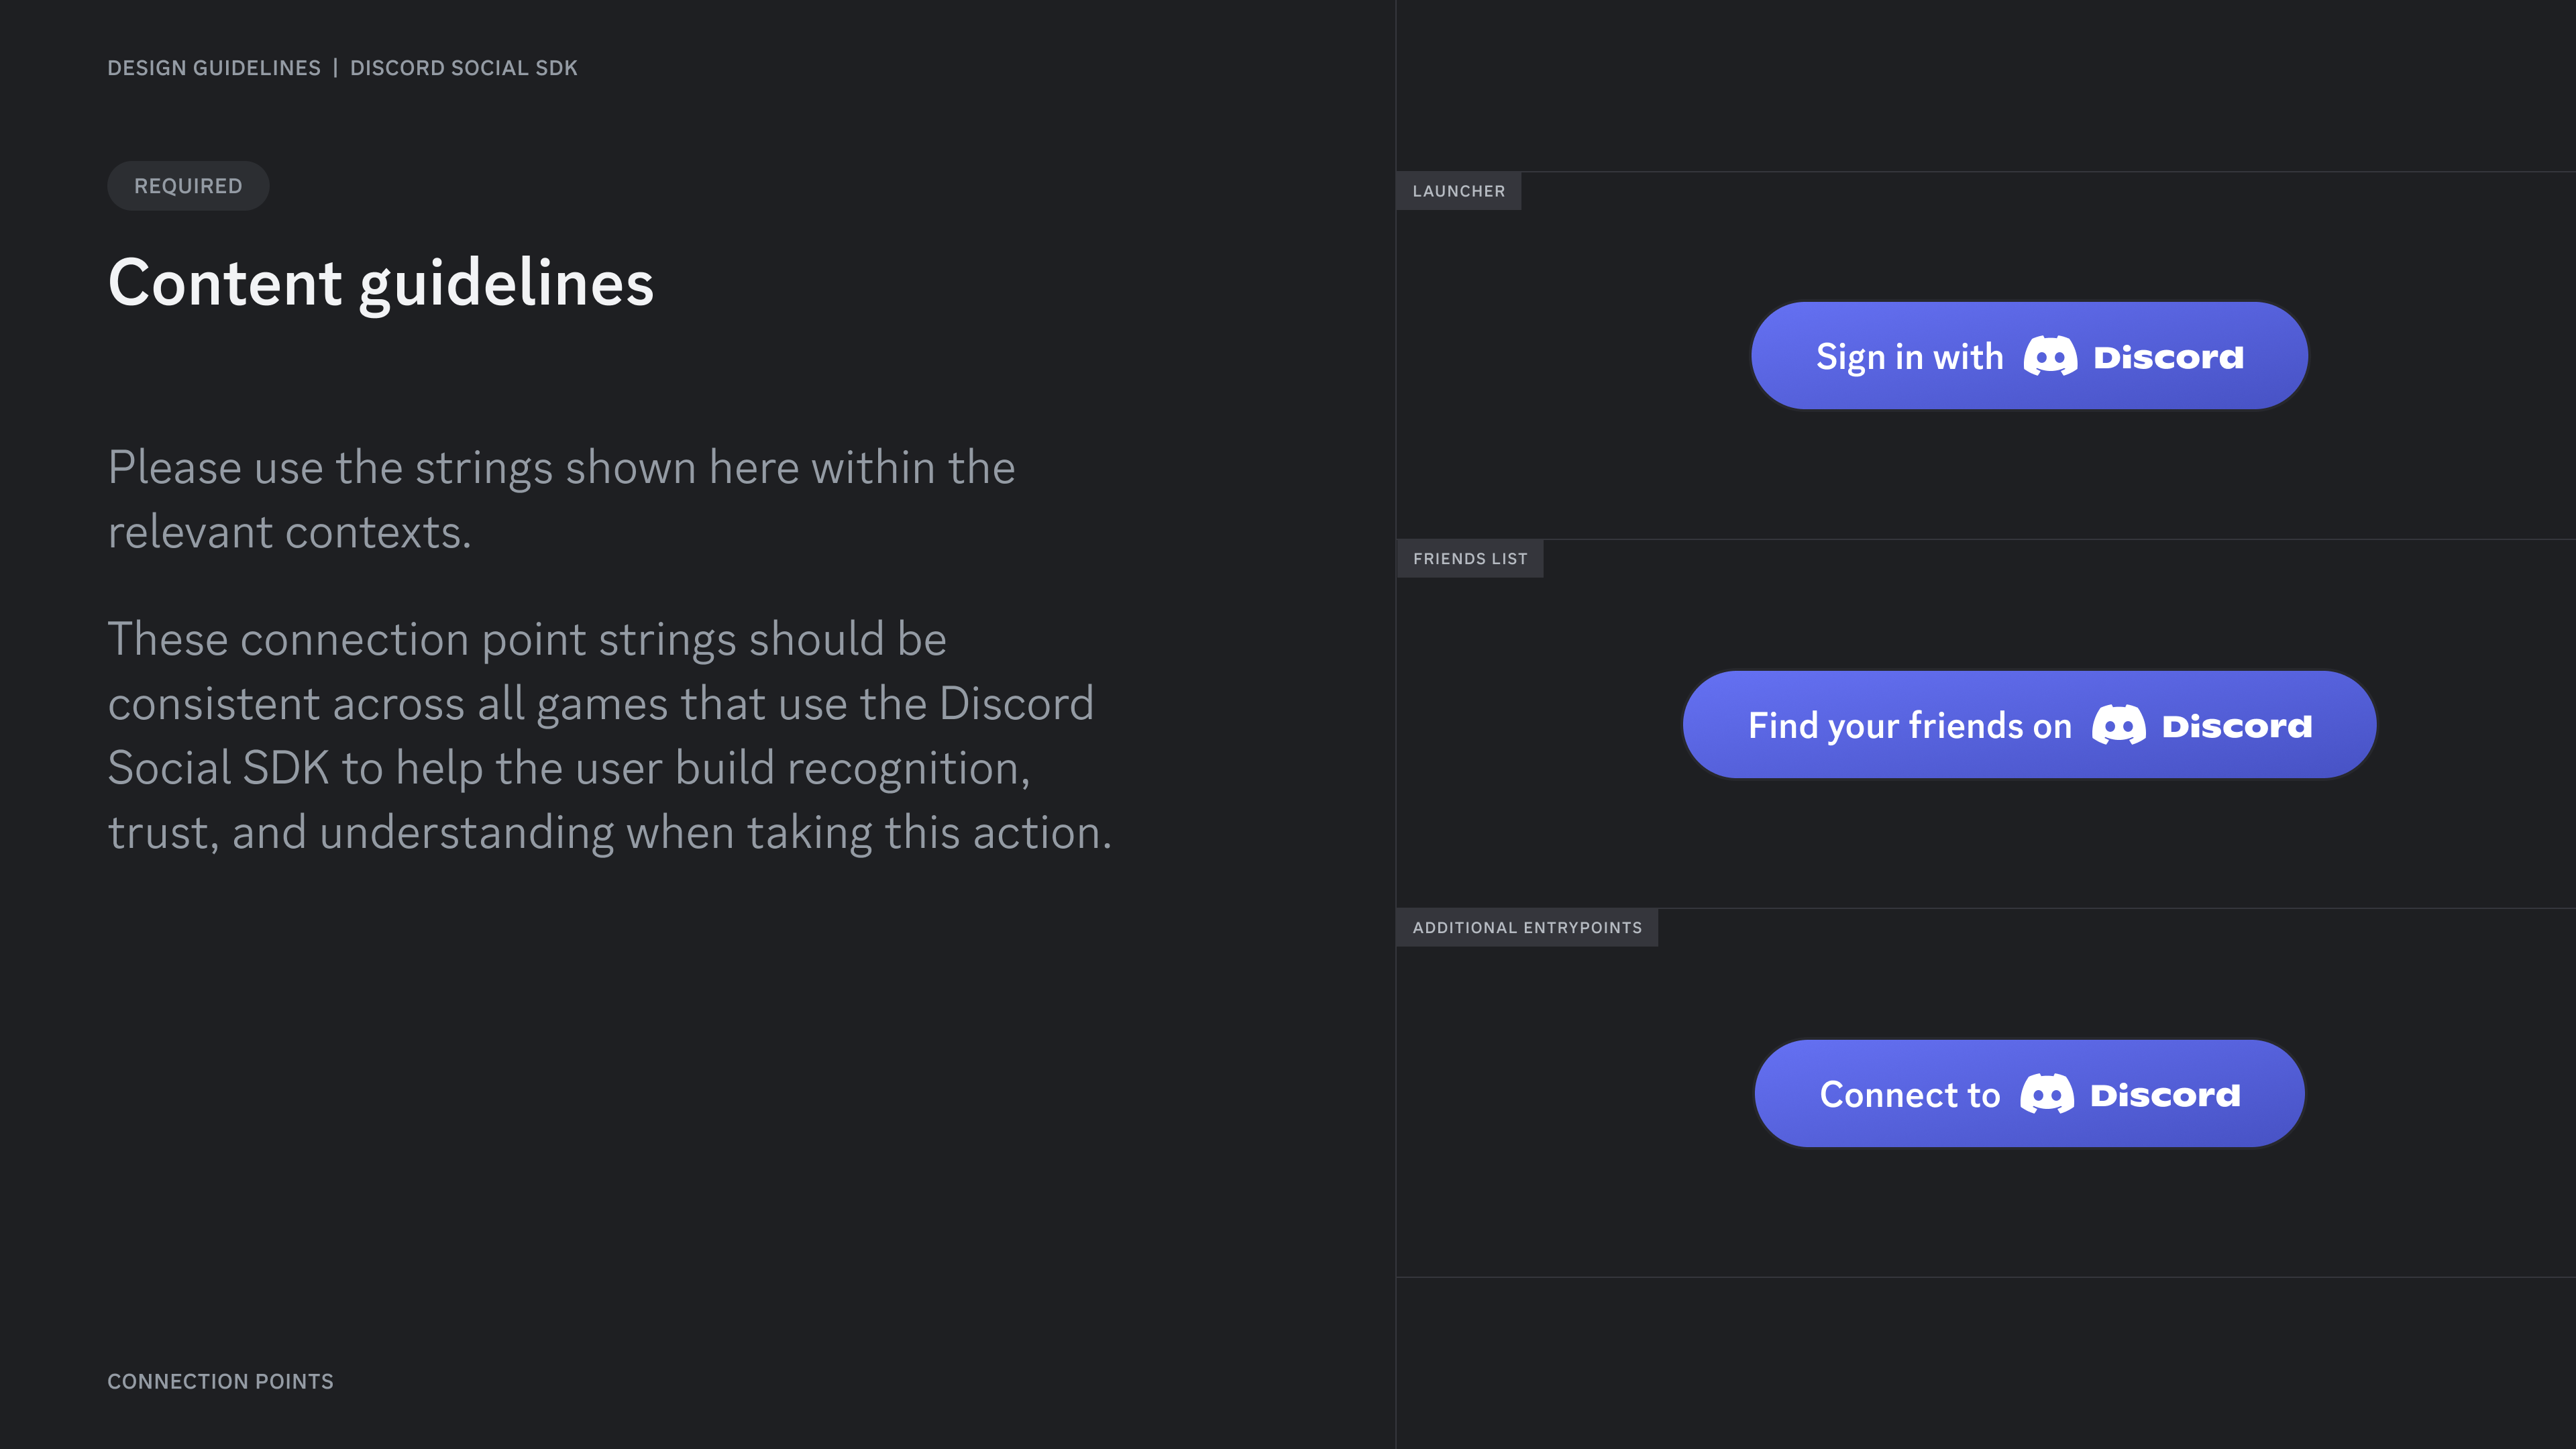 DESIGN GUIDELINES | DISCORD SOCIAL SDK
REQUIRED
Content guidelines
Please use the strings shown here within the
relevant contexts.
These connection point strings should be
consistent across all games that use the Discord
Social SDK to help the user build recognition,
trust, and understanding when taking this action.
CONNECTION POINTS
LAUNCHER
Sign in with Discord
FRIENDS LIST
Find your friends on Discord
ADDITIONAL ENTRYPOINTS
Connect to Discord